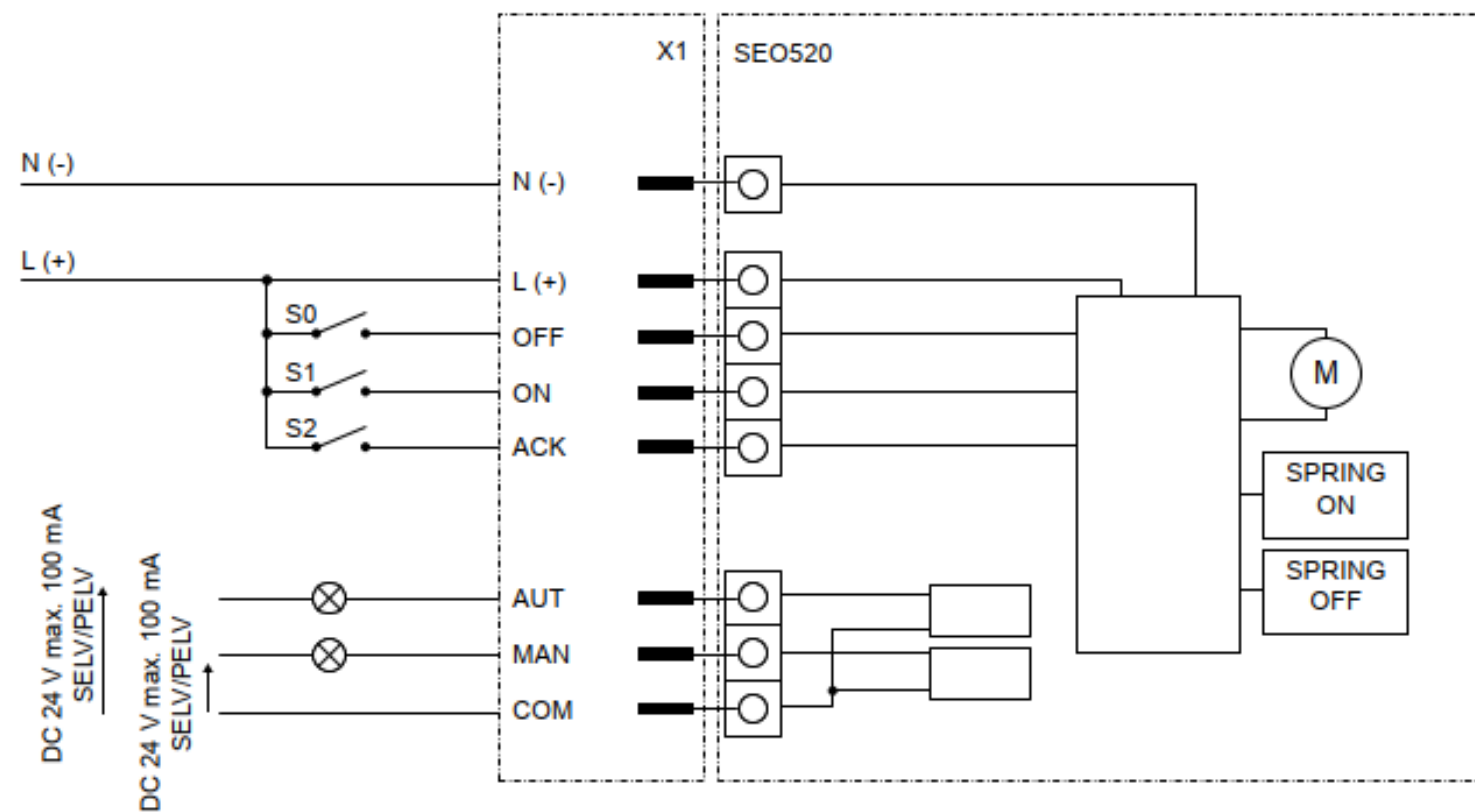 X1
SEO520
N (-)
N (-)
L (+)
L (+)
S0
OFF
S1
ON
M
S2
ACK
SPRING
ON
SPRING
OFF
DC 24 V max. 100 mA
SELV/PELV
DC 24 V max. 100 mA
SELV/PELV
AUT
MAN
COM